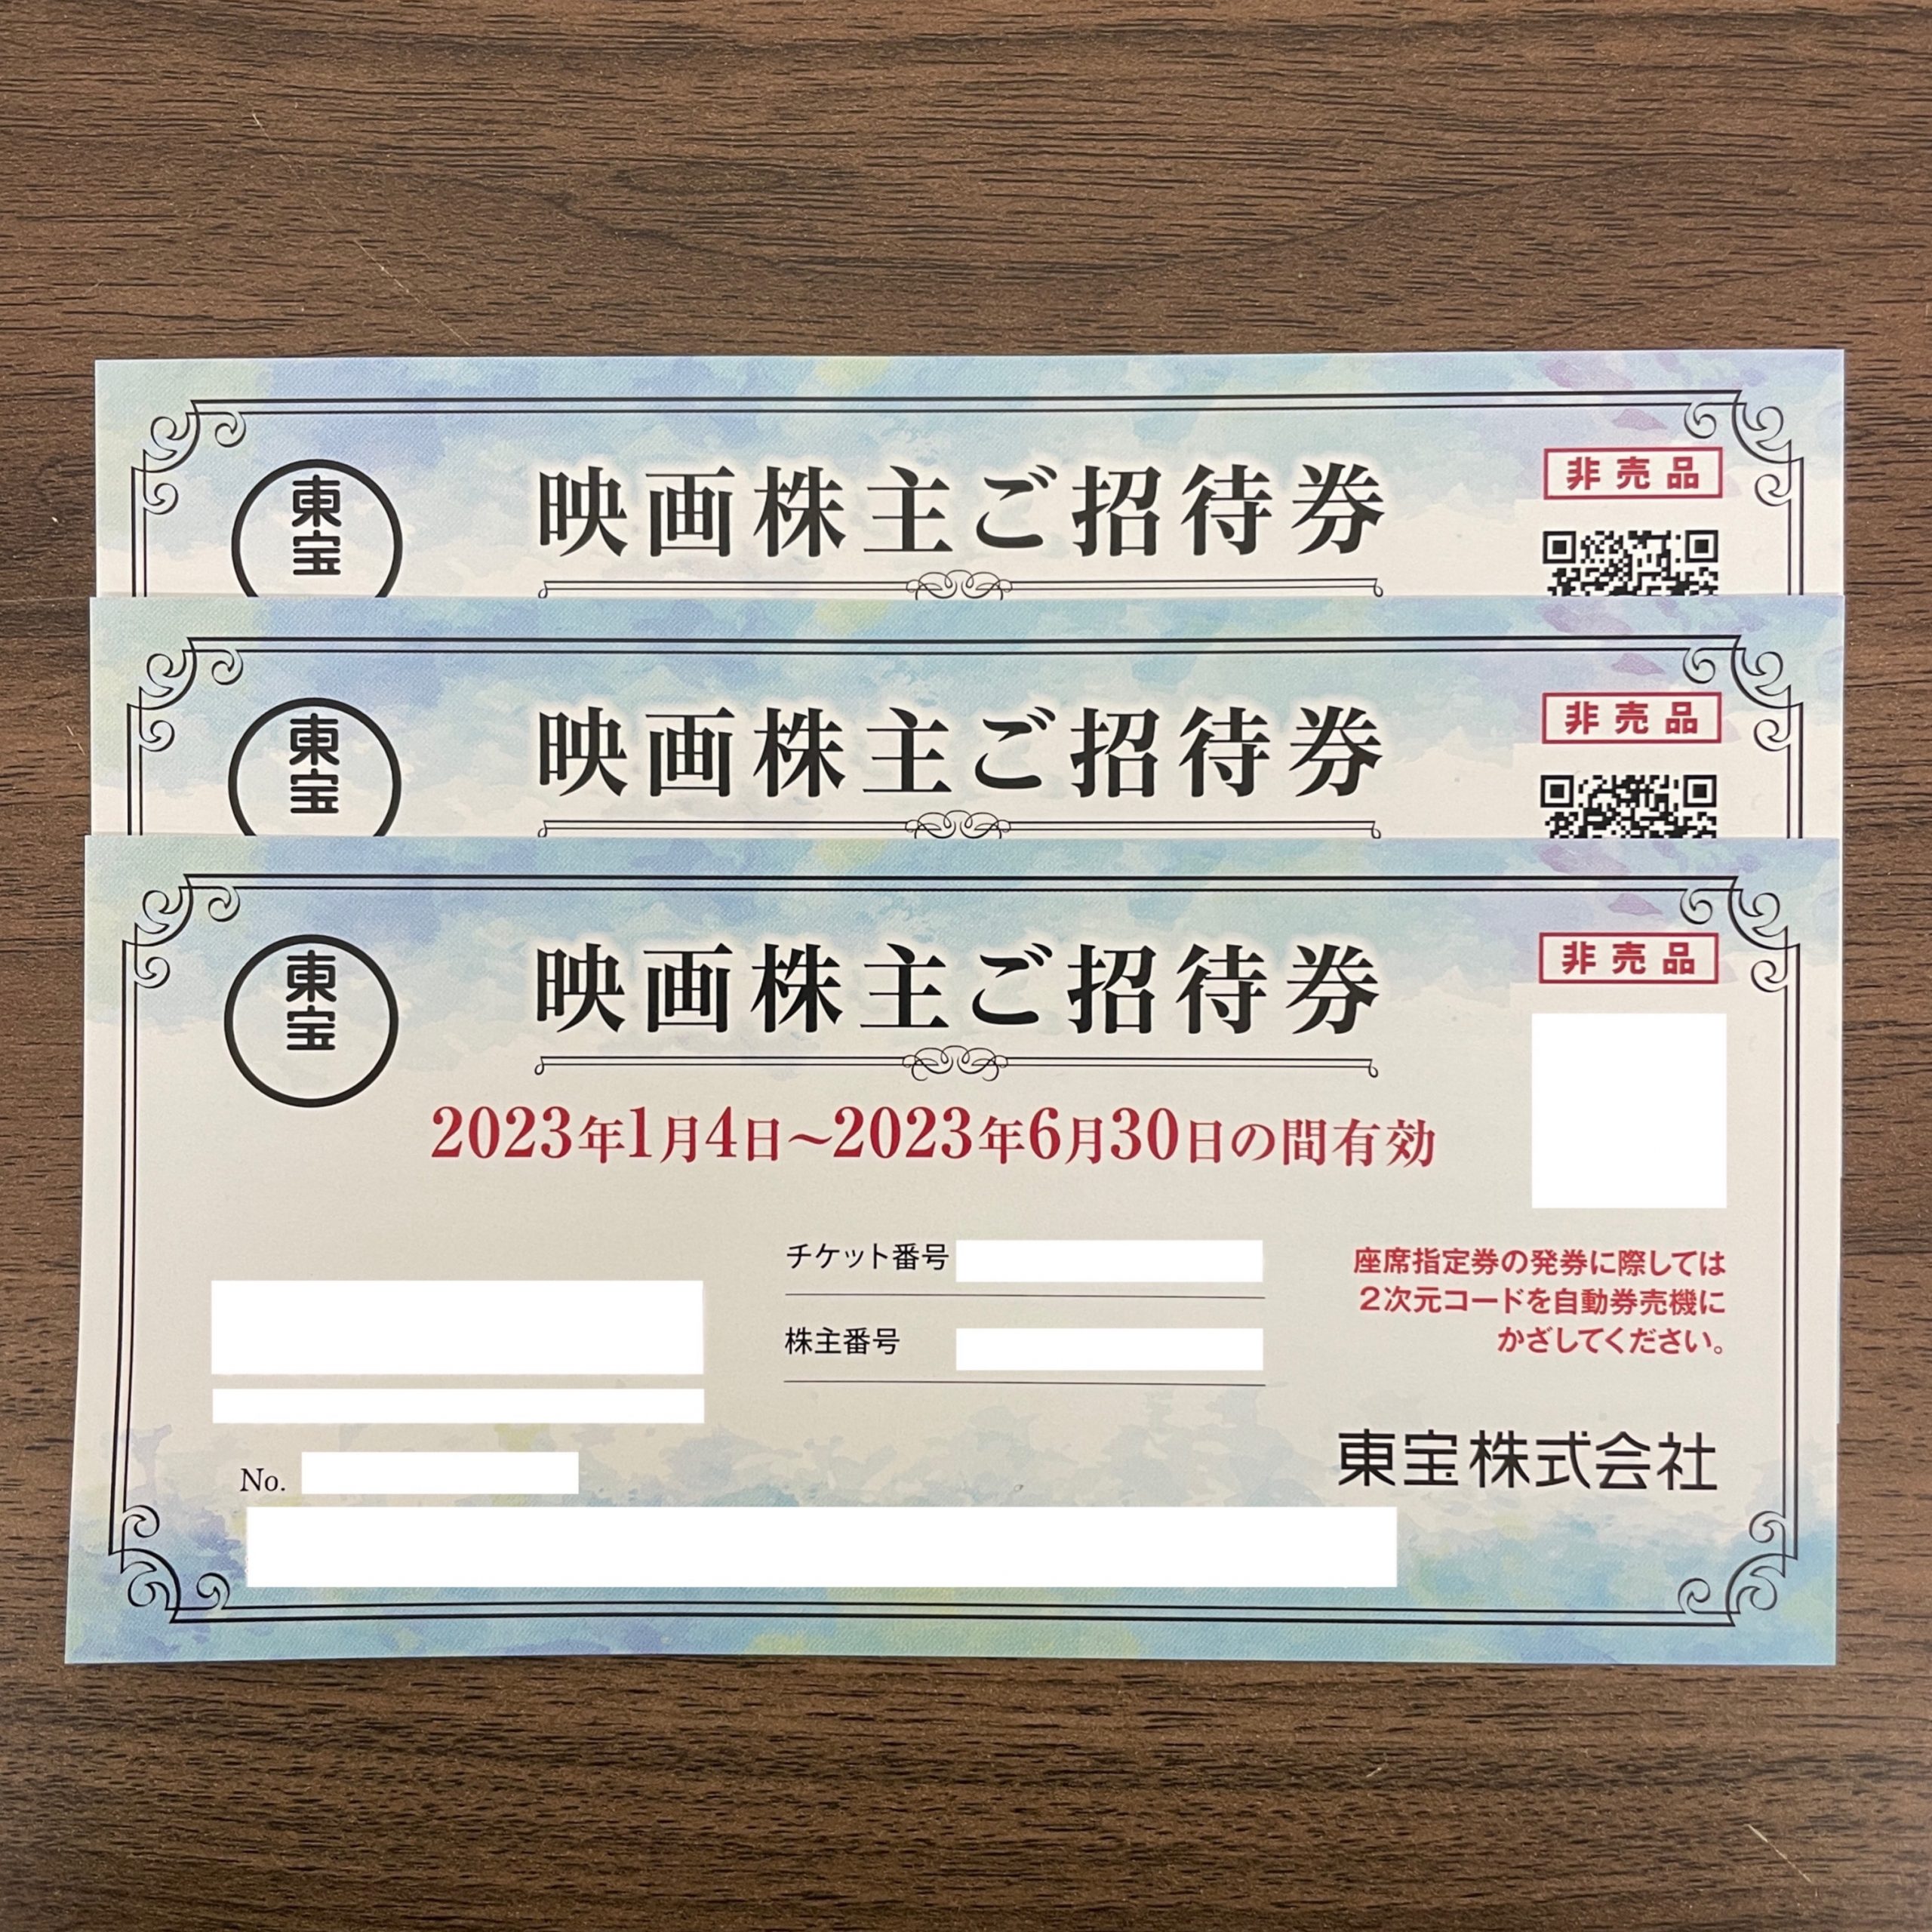 東宝
映画株主ご招待券
非売品
東宝
映画株主ご招待券
非売品
東宝
映画株主ご招待券
非売品
2023年1月4日～2023年6月30日の間有効
チケット番号
株主番号
座席指定券の発券に際しては
2次元コードを自動券売機に
かざしてください。
No.
東宝株式会社